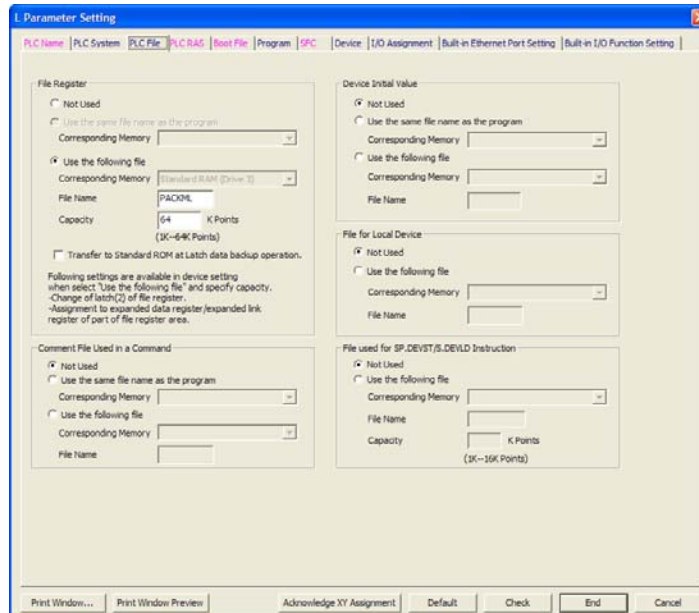 L Parameter Setting
PLC Name PLC System PLC File PLC RAS Boot File Program SFC Device I/O Assignment Built-in Ethernet Port Setting Built-in I/O Function Setting
File Register
Not Used
Use the same file name as the program
Corresponding Memory
Use the following file
Corresponding Memory Standard RAM (Drive 3)
File Name PACKML
Capacity 64 K Points
(1K--64K Points)
Transfer to Standard ROM at Latch data backup operation.
Following settings are available in device setting
when select "Use the following file" and specify capacity.
-Change of latch(2) of file register.
-Assignment to expanded data register/expanded link
register of part of file register area.
Comment File Used in a Command
Not Used
Use the same file name as the program
Corresponding Memory
Use the following file
Corresponding Memory
File Name
Device Initial Value
Not Used
Use the same file name as the program
Corresponding Memory
Use the following file
Corresponding Memory
File Name
File for Local Device
Not Used
Use the following file
Corresponding Memory
File Name
File used for SP.DEVST/S.DEVLD Instruction
Not Used
Use the following file
Corresponding Memory
File Name
Capacity K Points
(1K--16K Points)
Print Window... Print Window Preview Acknowledge XY Assignment Default Check End Cancel